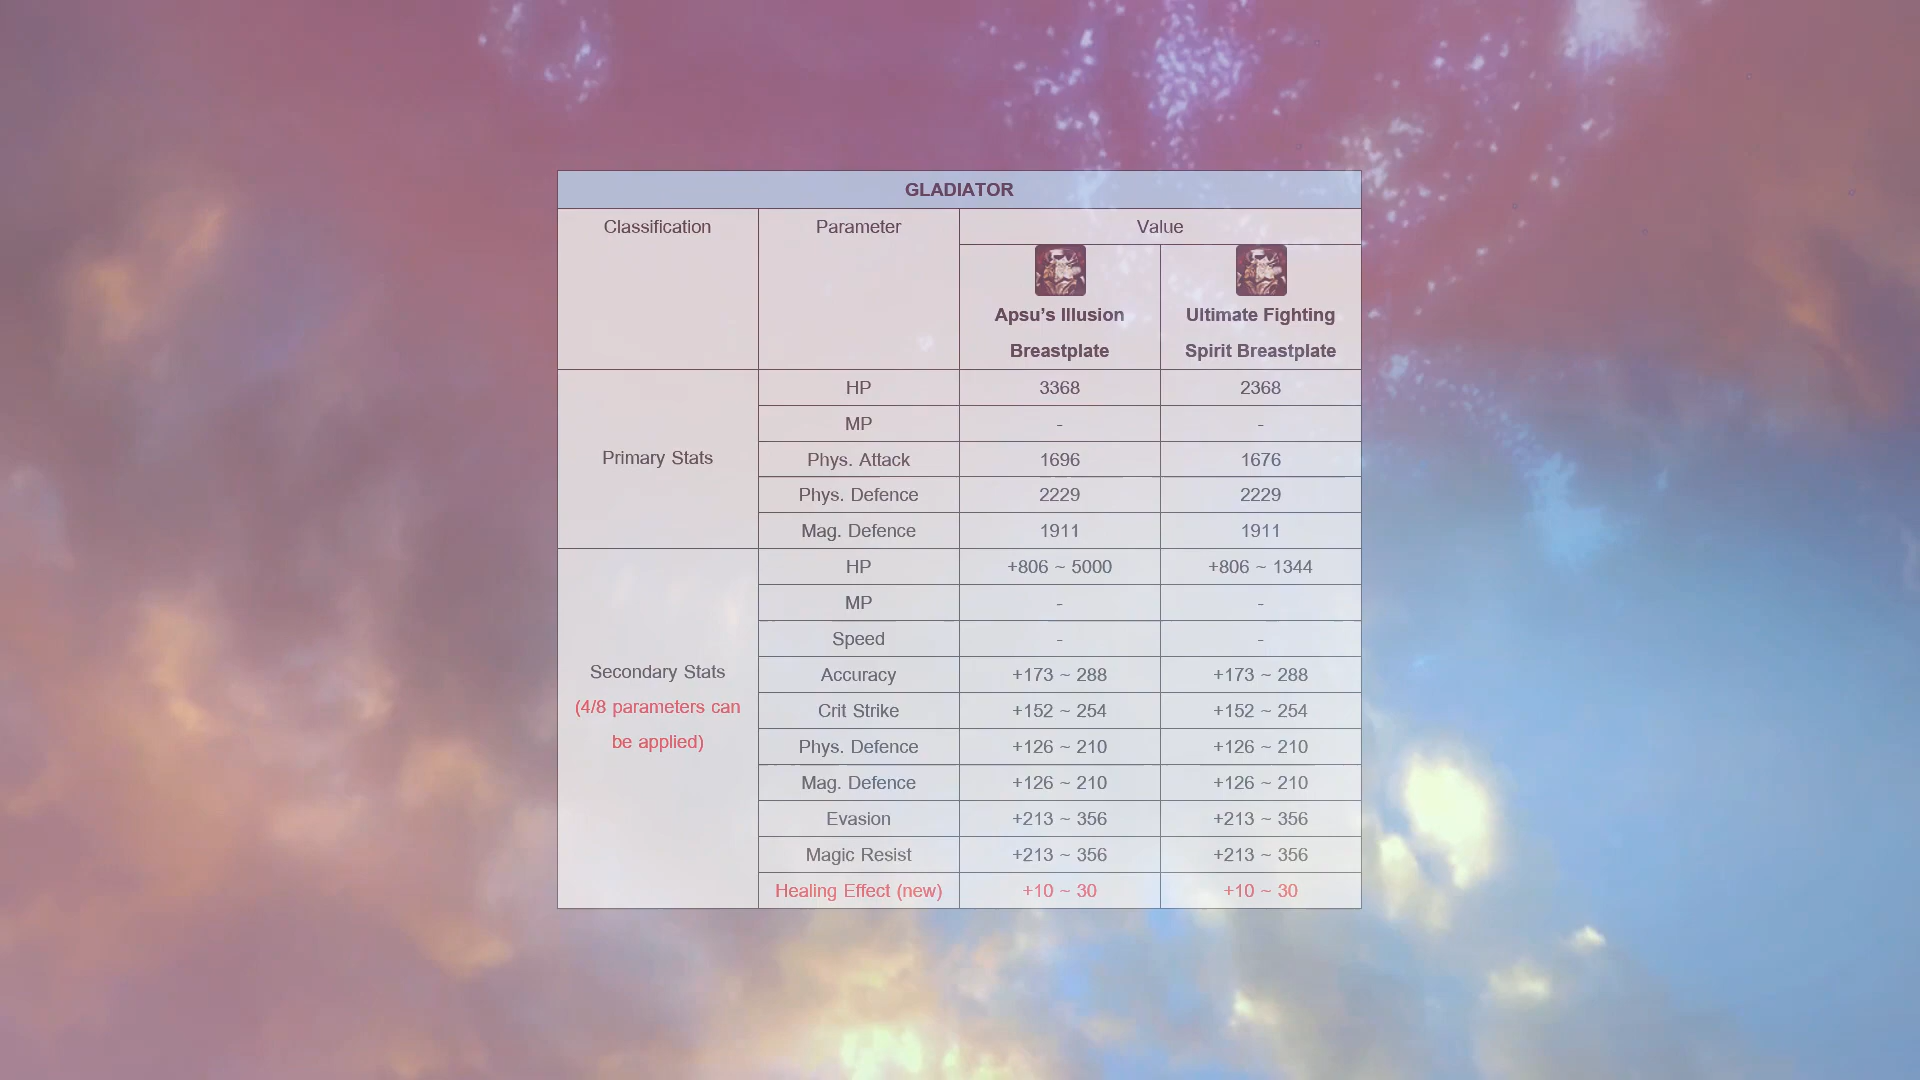 GLADIATOR
Classification Parameter Value
Apsu's Illusion Breastplate Ultimate Fighting Spirit Breastplate
Primary Stats
HP 3368 2368
MP - -
Phys. Attack 1696 1676
Phys. Defence 2229 2229
Mag. Defence 1911 1911
Secondary Stats
(4/8 parameters can
be applied)
HP +806 ~ 5000 +806 ~ 1344
MP - -
Speed - -
Accuracy +173 ~ 288 +173 ~ 288
Crit Strike +152 ~ 254 +152 ~ 254
Phys. Defence +126 ~ 210 +126 ~ 210
Mag. Defence +126 ~ 210 +126 ~ 210
Evasion +213 ~ 356 +213 ~ 356
Magic Resist +213 ~ 356 +213 ~ 356
Healing Effect (new) +10 ~ 30 +10 ~ 30